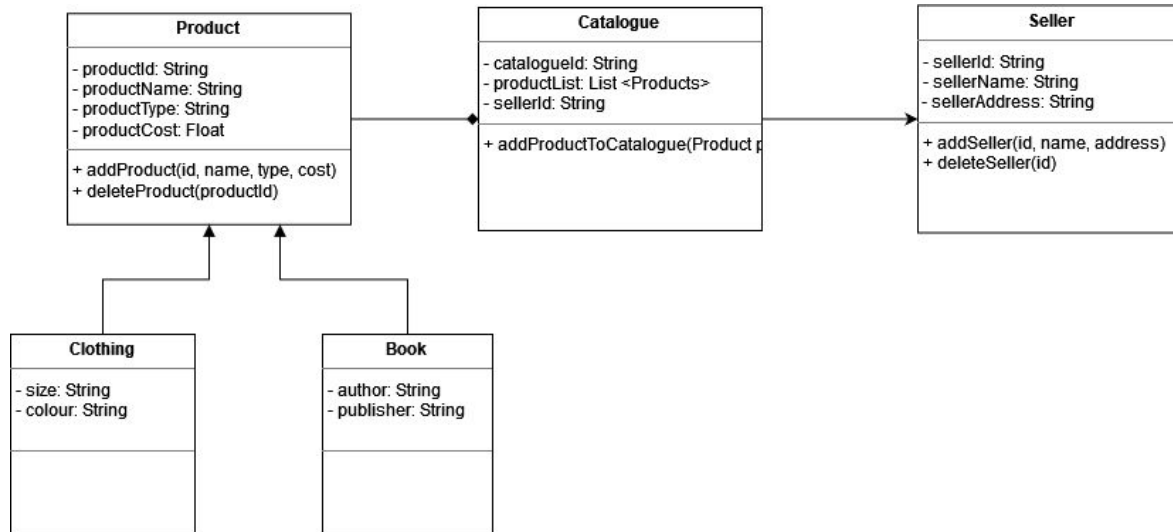 Product
- productId: String
- productName: String
- productType: String
- productCost: Float
+ addProduct(id, name, type, cost)
+ deleteProduct(productId)
Catalogue
- catalogueId: String
- productList: List <Products>
- sellerId: String
+ addProductToCatalogue(Product p
Seller
- sellerId: String
- sellerName: String
- sellerAddress: String
+ addSeller(id, name, address)
+ deleteSeller(id)
Clothing
- size: String
- colour: String
Book
- author: String
- publisher: String